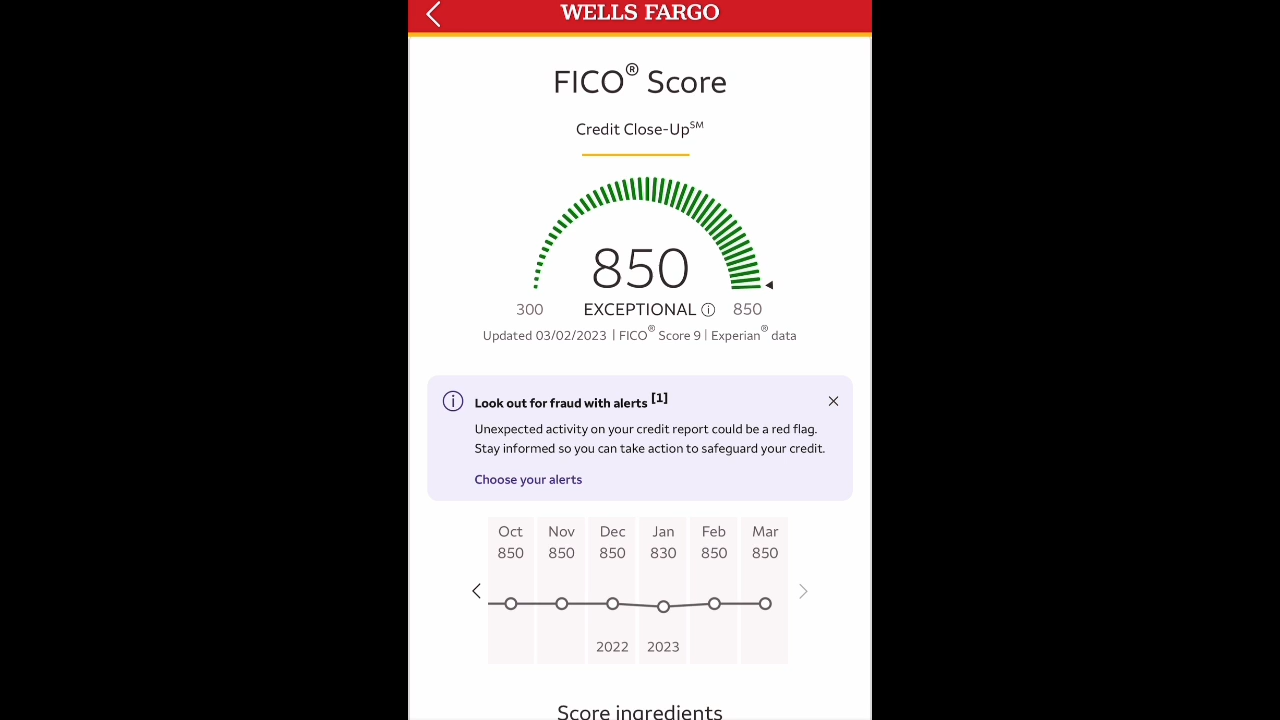 WELLS FARGO
FICO® Score
Credit Close-Up℠
850
300 EXCEPTIONAL ⓘ 850
Updated 03/02/2023 | FICO® Score 9 | Experian® data
Look out for fraud with alerts [1]
Unexpected activity on your credit report could be a red flag.
Stay informed so you can take action to safeguard your credit.
Choose your alerts
Oct Nov Dec Jan Feb Mar
850 850 850 830 850 850
2022 2023
Score ingredients